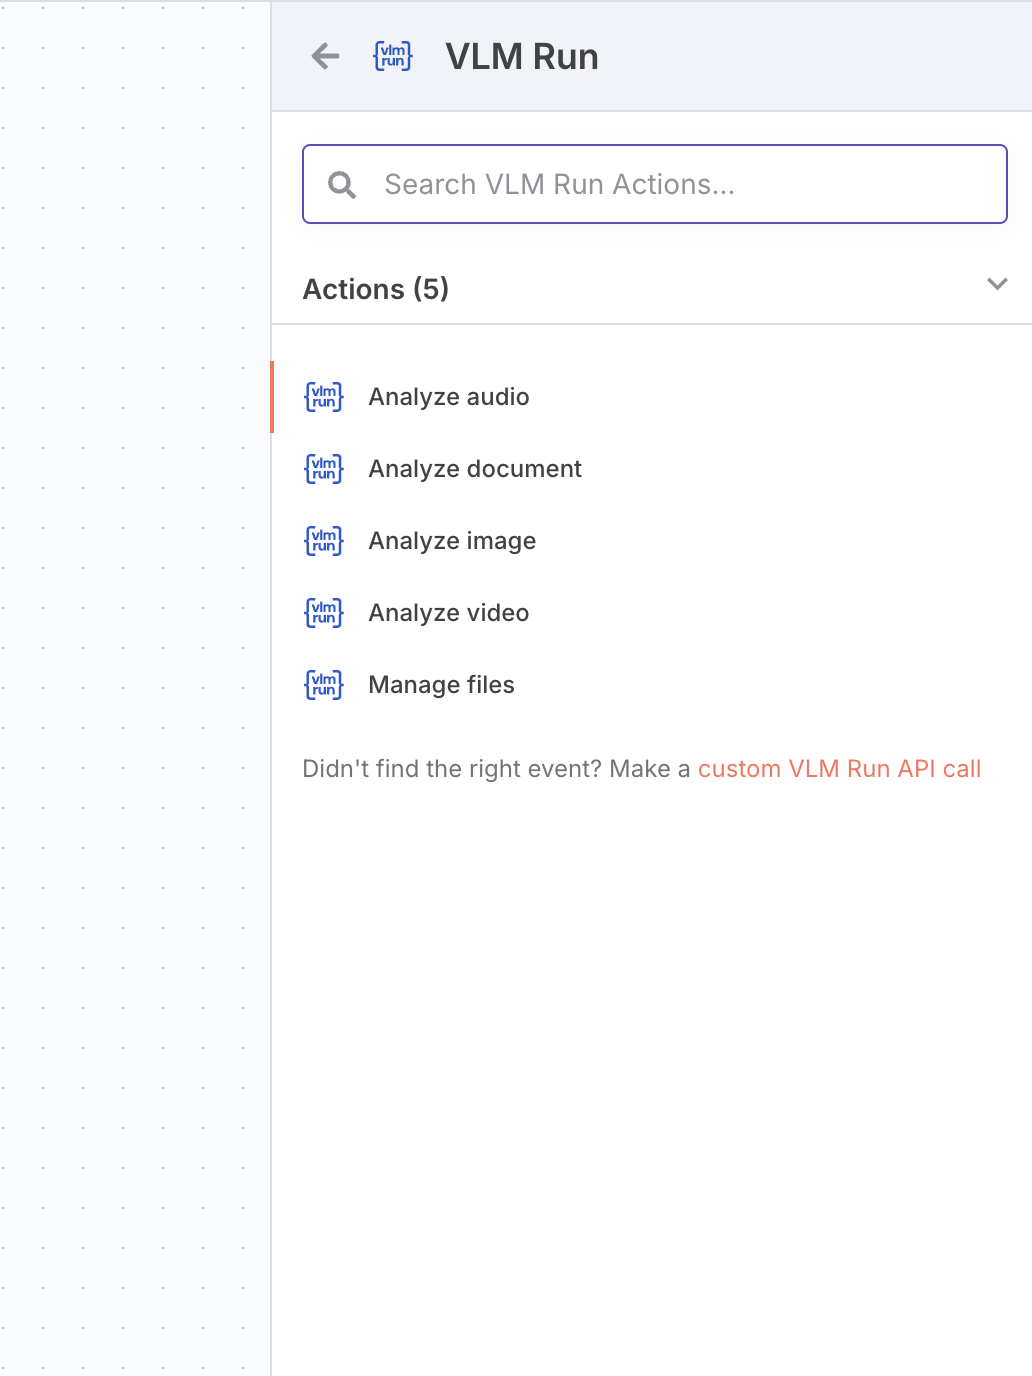 vlm run VLM Run
Search VLM Run Actions...
Actions (5)
vlm run Analyze audio
vlm run Analyze document
vlm run Analyze image
vlm run Analyze video
vlm run Manage files
Didn't find the right event? Make a custom VLM Run API call